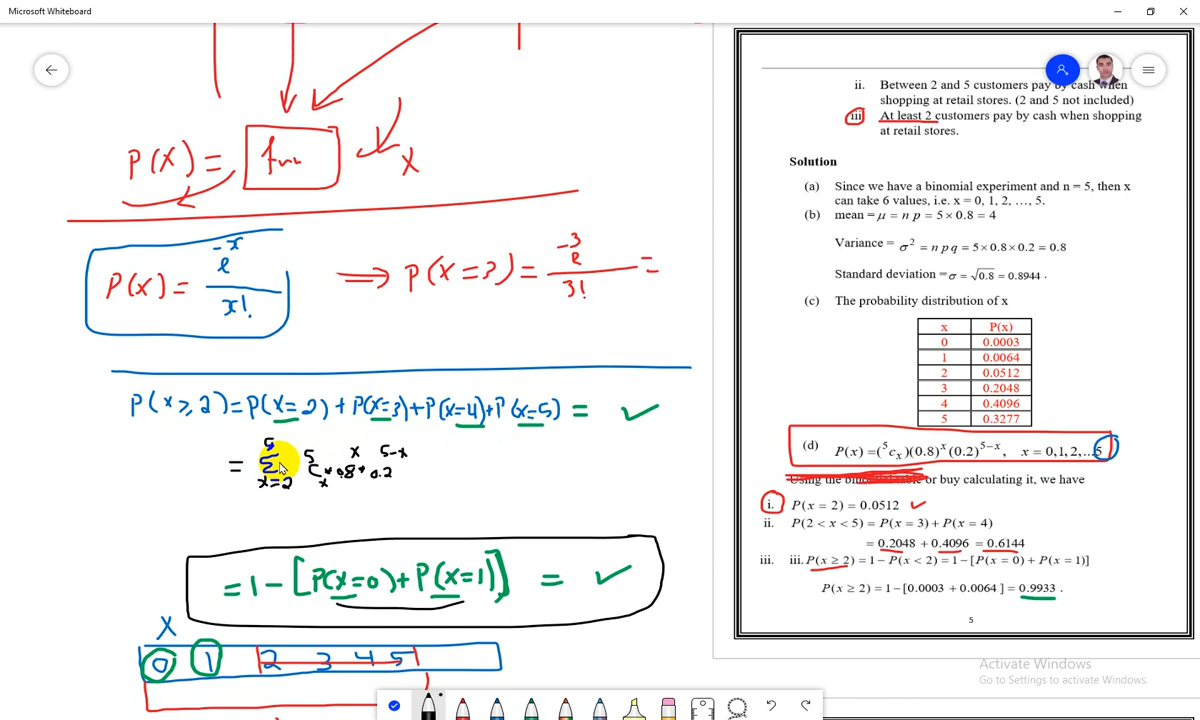 Microsoft Whiteboard
P(X) =
x
P(x) = e^-x / x!
⟹ P(x=3) = e^-3 / 3! =
P(x ≥ 2) = P(x=2) + P(x=3) + P(x=4) + P(x=5) = ✓
= 5 Σ x=2 5 C x * 0.8 x * 0.2 5-x
= 1 - [P(x=0) + P(x=1)] = ✓
X
0 1 2 3 4 5
ii. Between 2 and 5 customers pay by cash when
shopping at retail stores. (2 and 5 not included)
iii At least 2 customers pay by cash when shopping
at retail stores.
Solution
(a) Since we have a binomial experiment and n = 5, then x
can take 6 values, i.e. x = 0, 1, 2, …, 5.
(b) mean = μ = n p = 5 × 0.8 = 4
Variance = σ² = n p q = 5 × 0.8 × 0.2 = 0.8
Standard deviation = σ = √0.8 = 0.8944 .
(c) The probability distribution of x
x P(x)
0 0.0003
1 0.0064
2 0.0512
3 0.2048
4 0.4096
5 0.3277
(d) P(x) = (⁵cₓ)(0.8)ˣ(0.2)⁵⁻ˣ, x = 0,1,2,...5
Using the or buy calculating it, we have
i. P(x = 2) = 0.0512 ✓
ii. P(2 < x < 5) = P(x = 3) + P(x = 4)
= 0.2048 + 0.4096 = 0.6144
iii. iii. P(x ≥ 2) = 1 − P(x < 2) = 1 − [P(x = 0) + P(x = 1)]
P(x ≥ 2) = 1 − [0.0003 + 0.0064 ] = 0.9933 .
5
Activate Windows
Go to Settings to activate Windows.